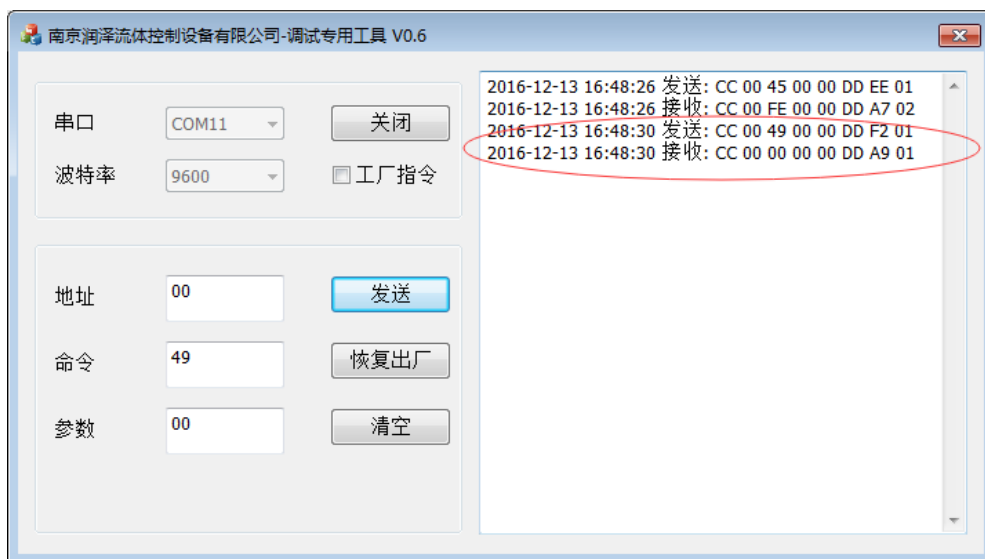 南京润泽流体控制设备有限公司-调试专用工具 V0.6
串口
COM11
关闭
波特率
9600
工厂指令
地址
00
发送
命令
49
恢复出厂
参数
00
清空
2016-12-13 16:48:26 发送: CC 00 45 00 00 DD EE 01
2016-12-13 16:48:26 接收: CC 00 FE 00 00 DD A7 02
2016-12-13 16:48:30 发送: CC 00 49 00 00 DD F2 01
2016-12-13 16:48:30 接收: CC 00 00 00 00 DD A9 01